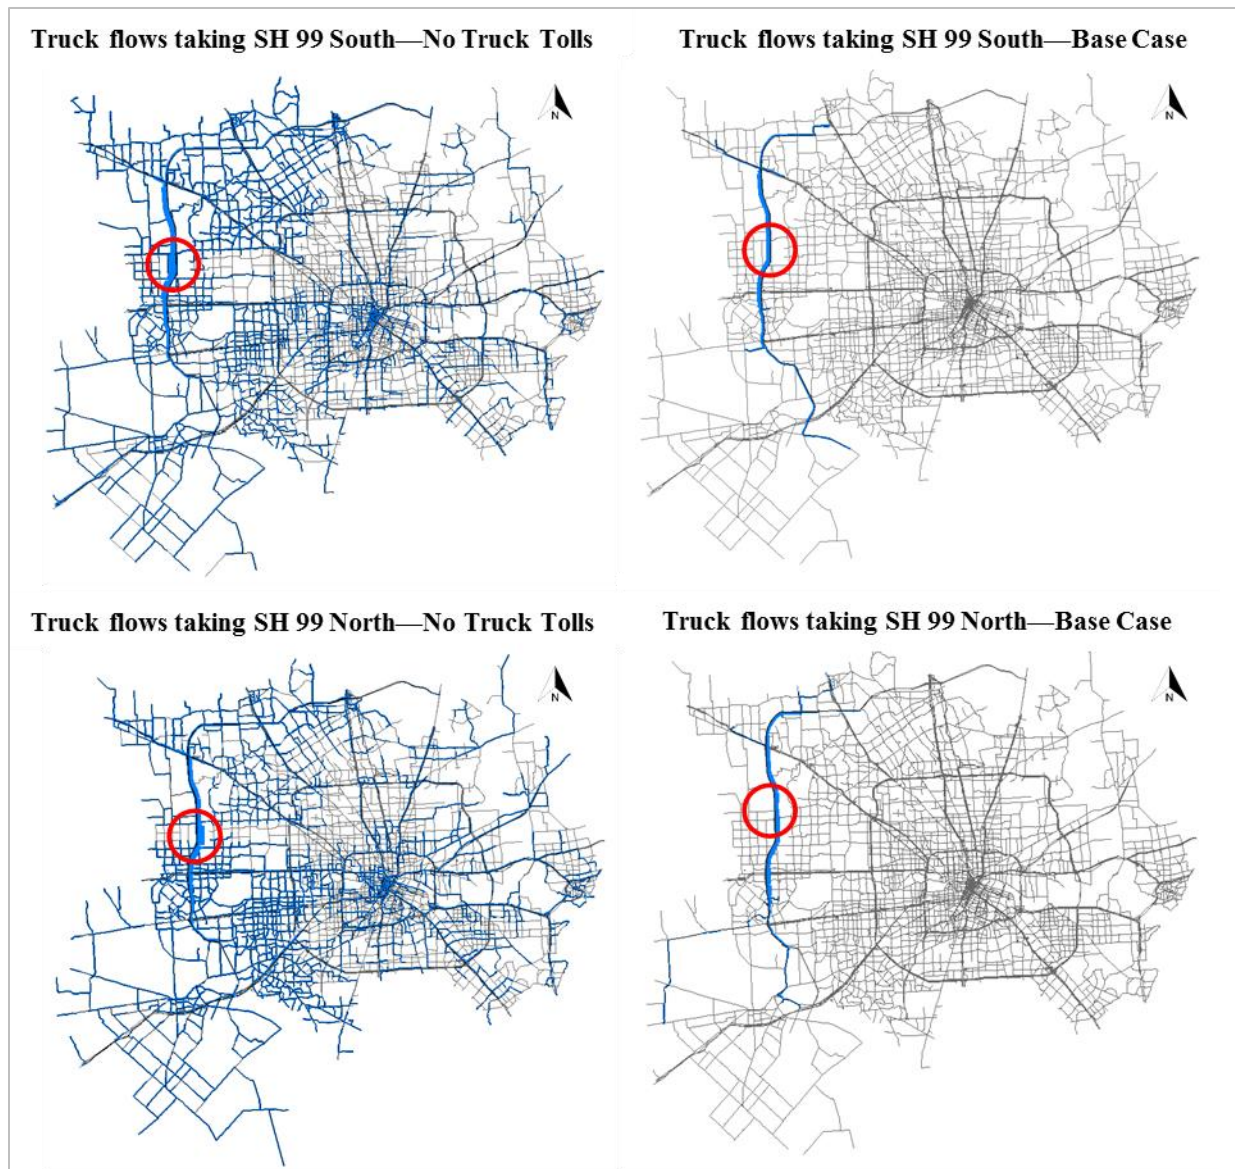 Truck flows taking SH 99 South—No Truck Tolls
Truck flows taking SH 99 South—Base Case
N
N
Truck flows taking SH 99 North—No Truck Tolls
Truck flows taking SH 99 North—Base Case
N
N